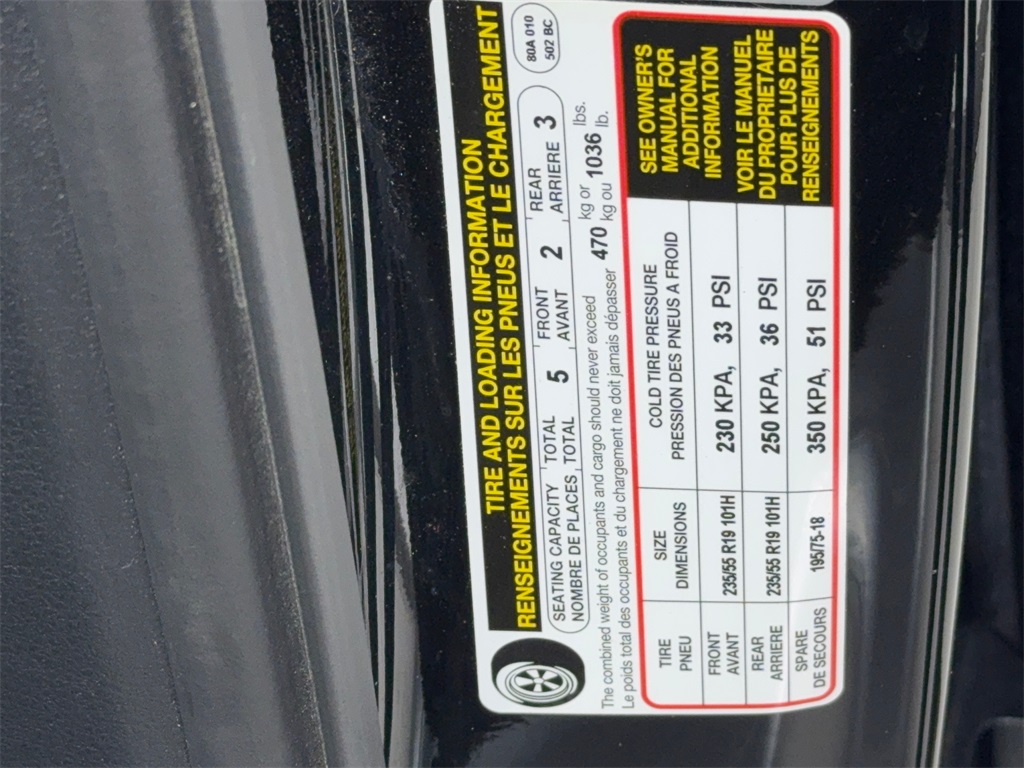 TIRE AND LOADING INFORMATION
RENSEIGNEMENTS SUR LES PNEUS ET LE CHARGEMENT
80A 010
502 BC
SEATING CAPACITY TOTAL 5 FRONT 2 REAR 3
NOMBRE DE PLACES TOTAL AVANT ARRIERE
The combined weight of occupants and cargo should never exceed 470 kg or 1036 lbs.
Le poids total des occupants et du chargement ne doit jamais dépasser kg ou lb.
TIRE SIZE COLD TIRE PRESSURE
PNEU DIMENSIONS PRESSION DES PNEUS A FROID
FRONT 235/55 R19 101H 230 KPA, 33 PSI
AVANT
REAR 235/55 R19 101H 250 KPA, 36 PSI
ARRIERE
SPARE 195/75-18 350 KPA, 51 PSI
DE SECOURS
SEE OWNER'S
MANUAL FOR
ADDITIONAL
INFORMATION
VOIR LE MANUEL
DU PROPRIETAIRE
POUR PLUS DE
RENSEIGNEMENTS